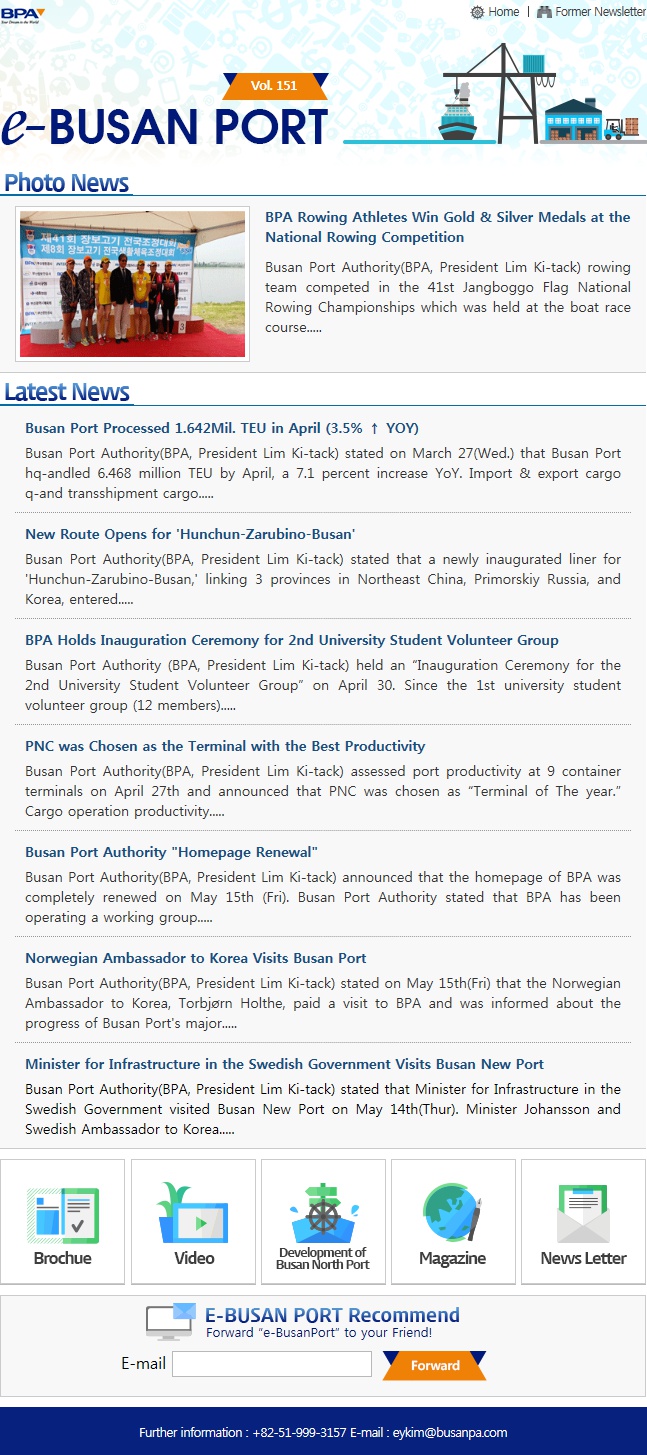 BPA
Your Dream to the World
Home | Former Newsletter
Vol. 151
e-BUSAN PORT
Photo News
제41회 장보고기 전국조정대회
제8회 장보고기 전국생활체육조정대회
3
BPA Rowing Athletes Win Gold & Silver Medals at the
National Rowing Competition
Busan Port Authority(BPA, President Lim Ki-tack) rowing
team competed in the 41st Jangboggo Flag National
Rowing Championships which was held at the boat race
course.....
Latest News
Busan Port Processed 1.642Mil. TEU in April (3.5% ↑ YOY)
Busan Port Authority(BPA, President Lim Ki-tack) stated on March 27(Wed.) that Busan Port
hq-andled 6.468 million TEU by April, a 7.1 percent increase YoY. Import & export cargo
q-and transshipment cargo.....
New Route Opens for 'Hunchun-Zarubino-Busan'
Busan Port Authority(BPA, President Lim Ki-tack) stated that a newly inaugurated liner for
'Hunchun-Zarubino-Busan,' linking 3 provinces in Northeast China, Primorskiy Russia, and
Korea, entered.....
BPA Holds Inauguration Ceremony for 2nd University Student Volunteer Group
Busan Port Authority (BPA, President Lim Ki-tack) held an “Inauguration Ceremony for the
2nd University Student Volunteer Group” on April 30. Since the 1st university student
volunteer group (12 members).....
PNC was Chosen as the Terminal with the Best Productivity
Busan Port Authority(BPA, President Lim Ki-tack) assessed port productivity at 9 container
terminals on April 27th and announced that PNC was chosen as “Terminal of The year.”
Cargo operation productivity.....
Busan Port Authority "Homepage Renewal"
Busan Port Authority(BPA, President Lim Ki-tack) announced that the homepage of BPA was
completely renewed on May 15th (Fri). Busan Port Authority stated that BPA has been
operating a working group.....
Norwegian Ambassador to Korea Visits Busan Port
Busan Port Authority(BPA, President Lim Ki-tack) stated on May 15th(Fri) that the Norwegian
Ambassador to Korea, Torbjørn Holthe, paid a visit to BPA and was informed about the
progress of Busan Port's major.....
Minister for Infrastructure in the Swedish Government Visits Busan New Port
Busan Port Authority(BPA, President Lim Ki-tack) stated that Minister for Infrastructure in the
Swedish Government visited Busan New Port on May 14th(Thur). Minister Johansson and
Swedish Ambassador to Korea.....
Brochue
Video
Development of
Busan North Port
Magazine
News Letter
E-BUSAN PORT Recommend
Forward “e-BusanPort” to your Friend!
E-mail
Forward
Further information : +82-51-999-3157 E-mail : eykim@busanpa.com